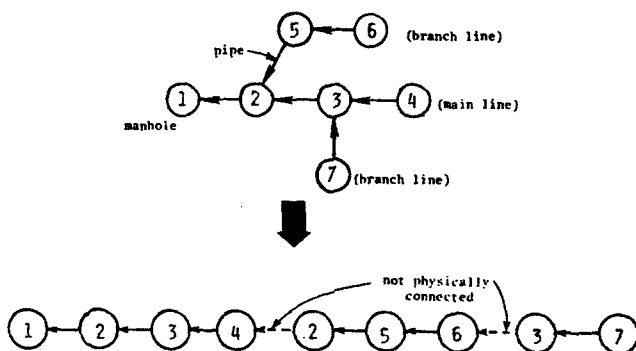 5 6 (branch line)
pipe
1 2 3 4 (main line)
manhole
7 (branch line)
not physically
connected
1 2 3 4 2 5 6 3 7